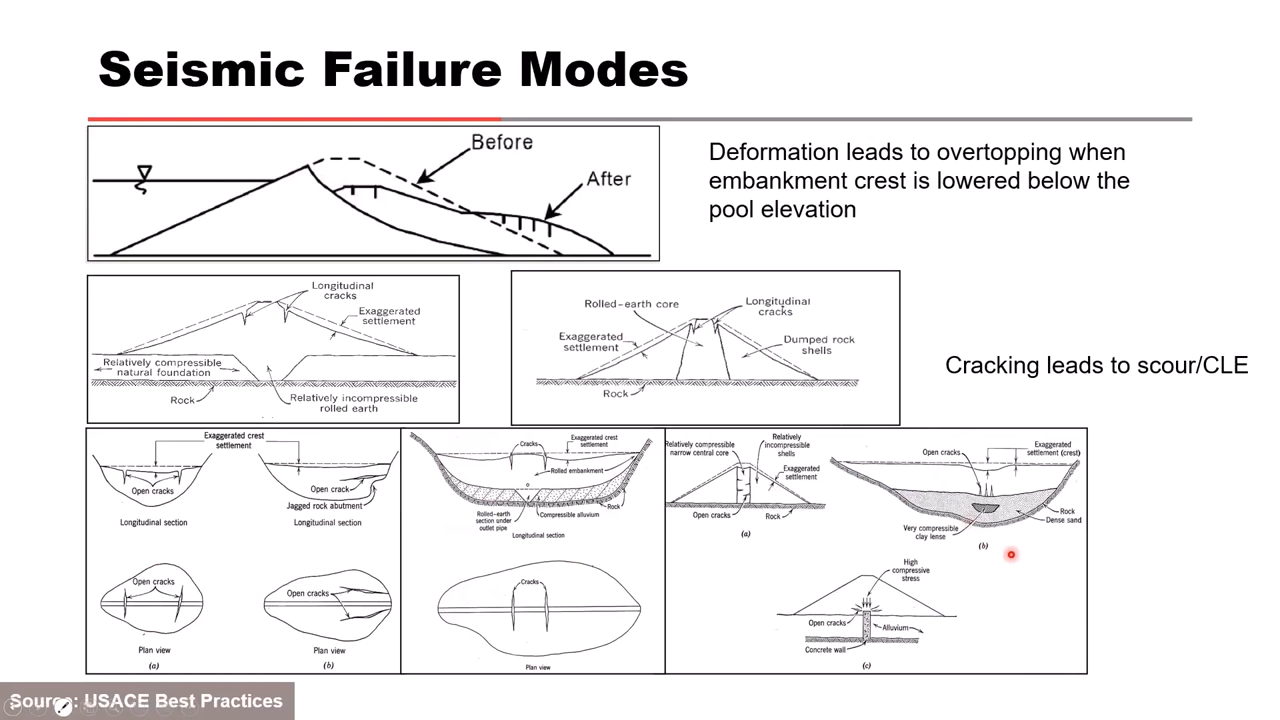 Seismic Failure Modes
Before
After
Deformation leads to overtopping when
embankment crest is lowered below the
pool elevation
Longitudinal
cracks
Exaggerated
settlement
Relatively compressible
natural foundation
Rock
Relatively incompressible
rolled earth
Rolled-earth core
Longitudinal
cracks
Exaggerated
settlement
Dumped rock
shells
Rock
Cracking leads to scour/CLE
Exaggerated crest
settlement
Open cracks
Longitudinal section
Open crack
Jagged rock abutment
Longitudinal section
Open cracks
Plan view
(a)
Open cracks
Plan view
(b)
Cracks
Exaggerated crest
settlement
Rolled embankment
Rolled-earth
section under
outlet pipe
Compressible alluvium
Rock
Longitudinal section
Cracks
Plan view
Relatively compressible
narrow central core
Relatively
incompressible
shells
Exaggerated
settlement
Open cracks
Rock
(a)
Open cracks
Exaggerated
settlement (crest)
Very compressible
clay lense
Rock
Dense sand
(b)
High
compressive
stress
Open cracks
Alluvium
Concrete wall
(c)
Source: USACE Best Practices